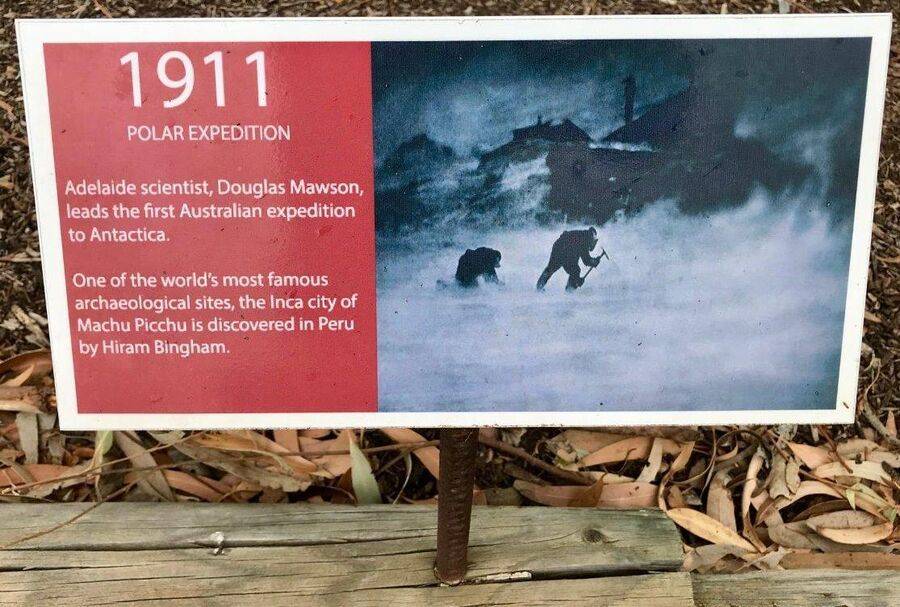 1911
POLAR EXPEDITION
Adelaide scientist, Douglas Mawson,
leads the first Australian expedition
to Antactica.
One of the world's most famous
archaeological sites, the Inca city of
Machu Picchu is discovered in Peru
by Hiram Bingham.